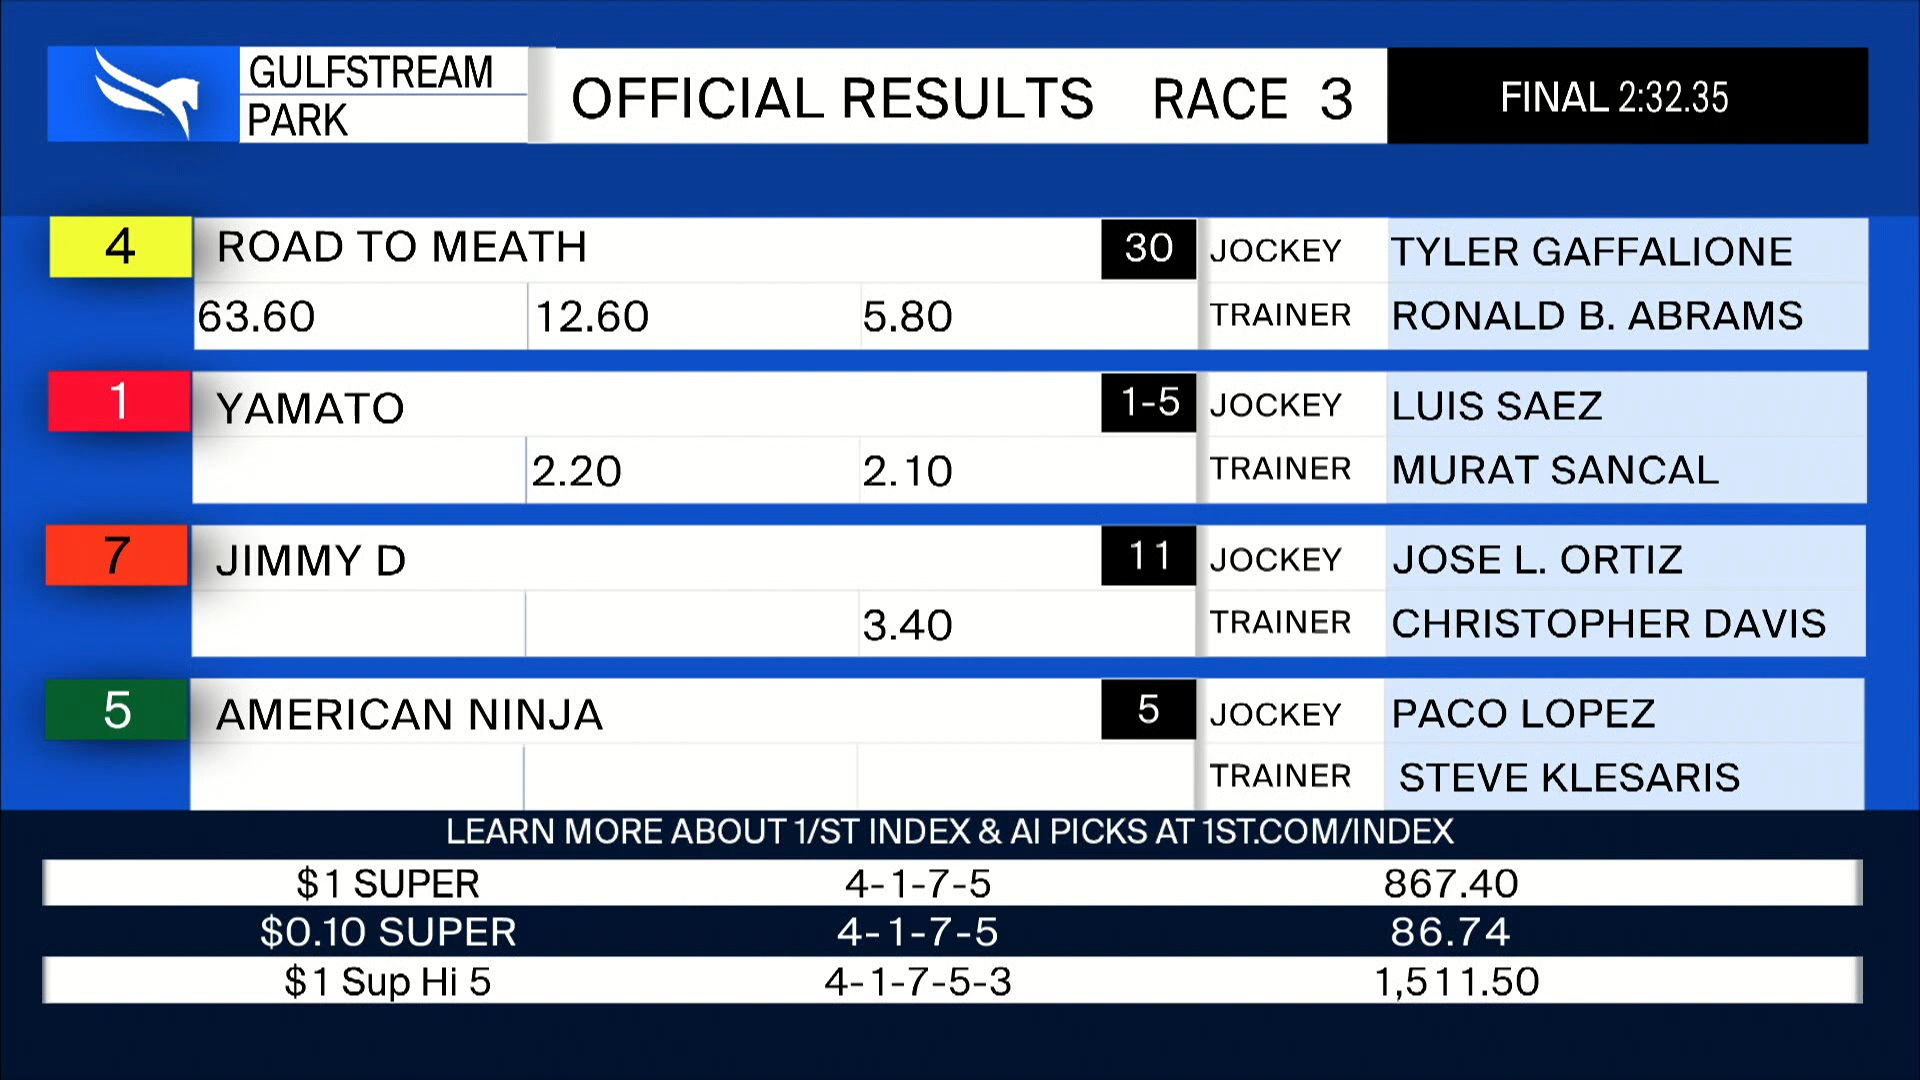 GULFSTREAM
PARK
OFFICIAL RESULTS RACE 3
FINAL 2:32.35
4 ROAD TO MEATH 30 JOCKEY TYLER GAFFALIONE
63.60 12.60 5.80 TRAINER RONALD B. ABRAMS
1 YAMATO 1-5 JOCKEY LUIS SAEZ
2.20 2.10 TRAINER MURAT SANCAL
7 JIMMY D 11 JOCKEY JOSE L. ORTIZ
3.40 TRAINER CHRISTOPHER DAVIS
5 AMERICAN NINJA 5 JOCKEY PACO LOPEZ
TRAINER STEVE KLESARIS
LEARN MORE ABOUT 1/ST INDEX & AI PICKS AT 1ST.COM/INDEX
$1 SUPER 4-1-7-5 867.40
$0.10 SUPER 4-1-7-5 86.74
$1 Sup Hi 5 4-1-7-5-3 1,511.50